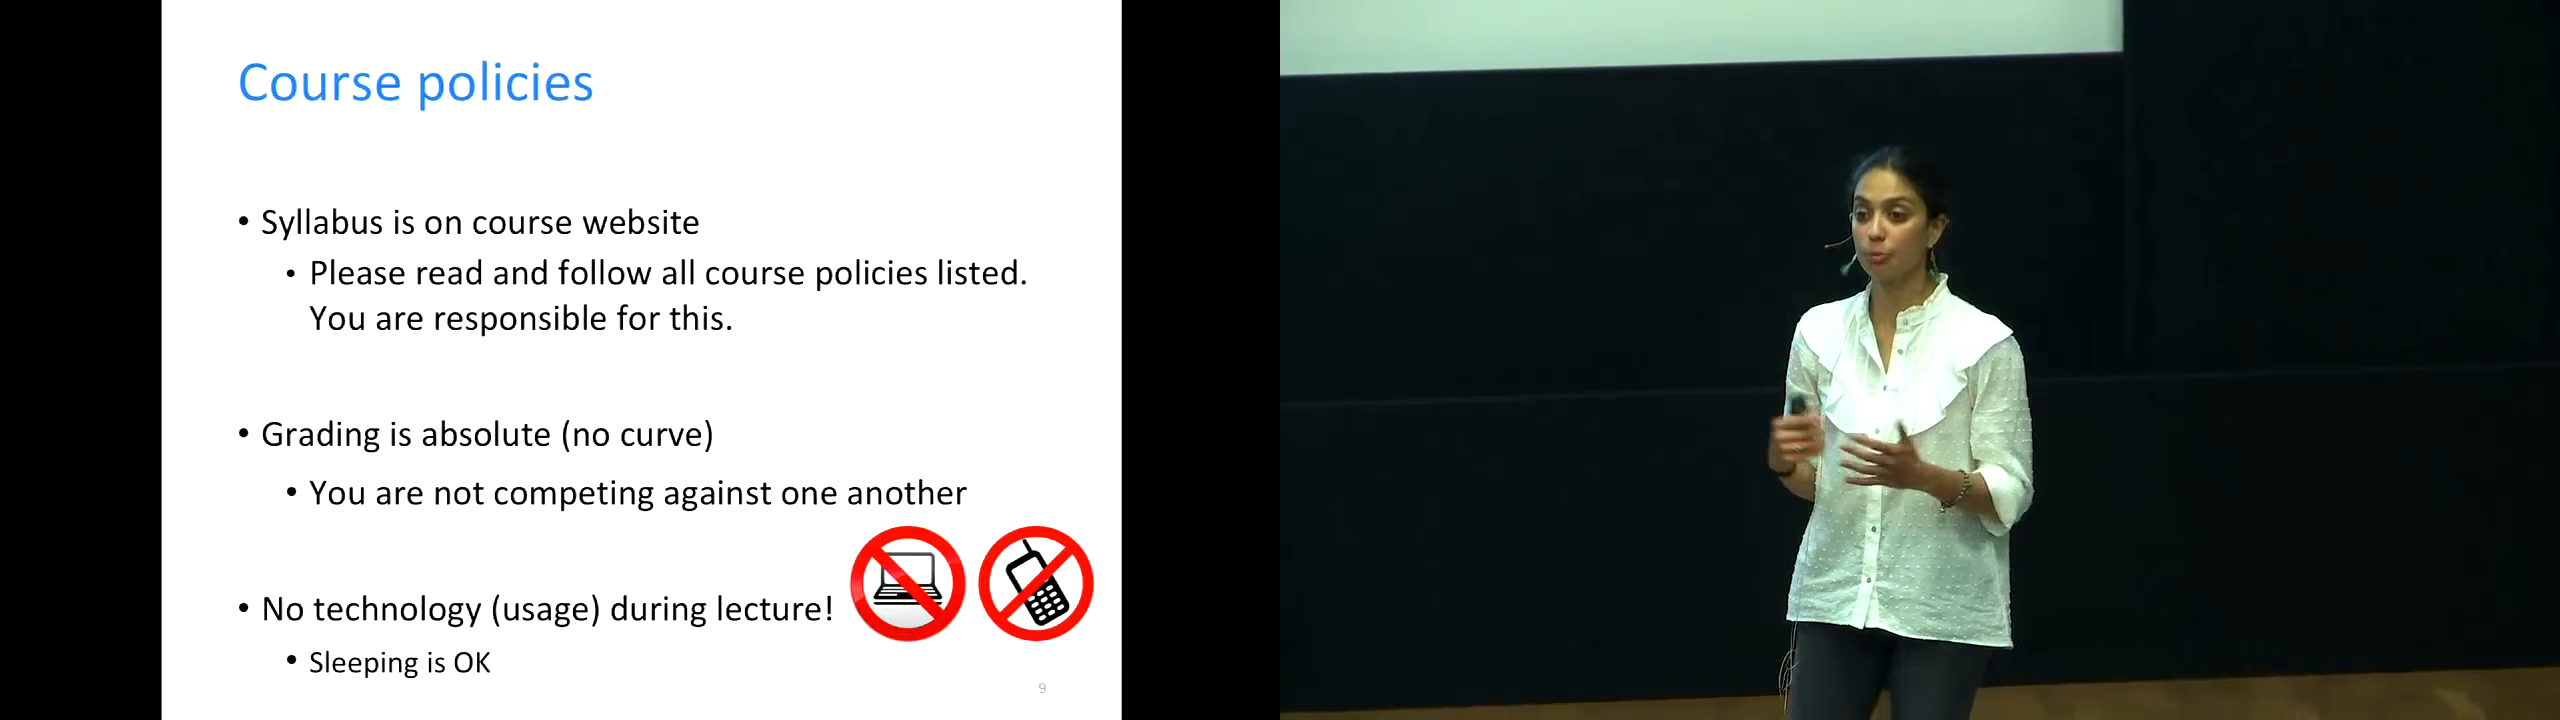 Course policies
• Syllabus is on course website
• Please read and follow all course policies listed.
You are responsible for this.
• Grading is absolute (no curve)
• You are not competing against one another
• No technology (usage) during lecture!
• Sleeping is OK
9